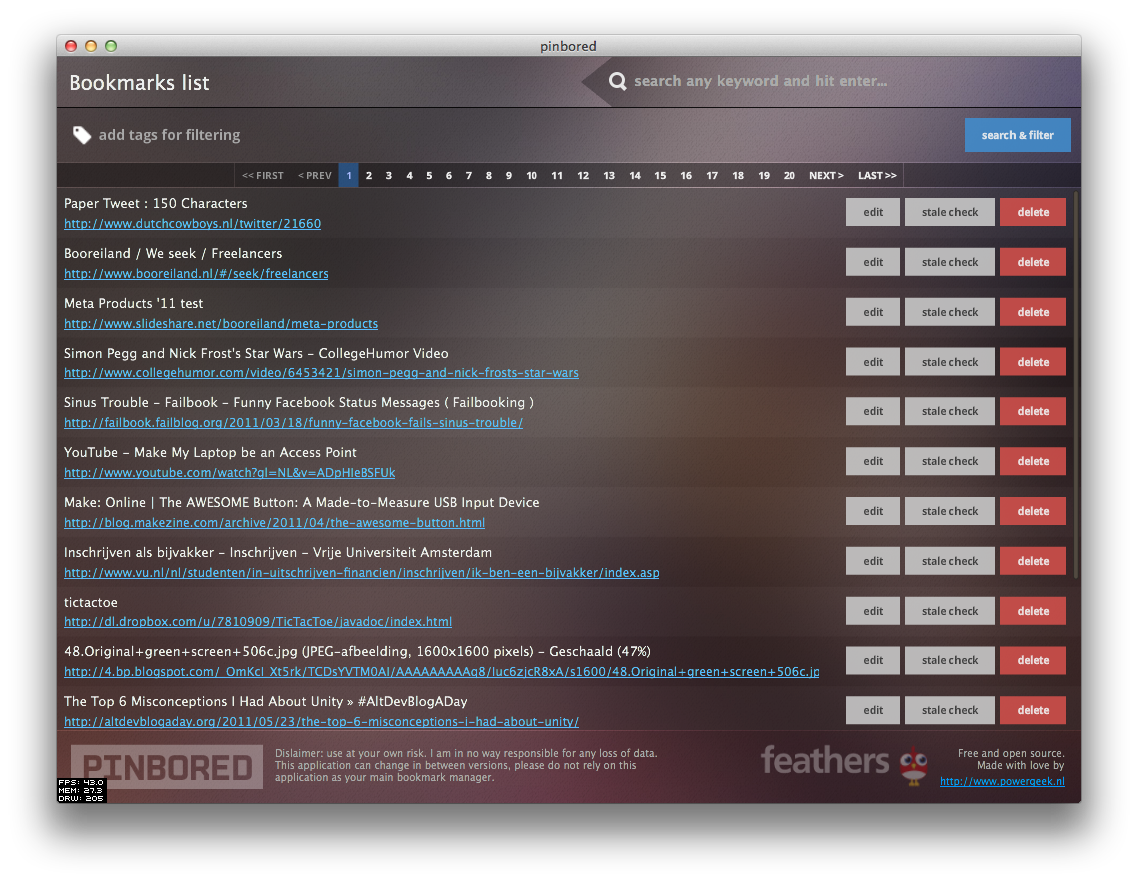 pinbored
Bookmarks list
search any keyword and hit enter...
add tags for filtering
search & filter
<< FIRST < PREV 1 2 3 4 5 6 7 8 9 10 11 12 13 14 15 16 17 18 19 20 NEXT > LAST >>
Paper Tweet : 150 Characters
http://www.dutchcowboys.nl/twitter/21660
edit stale check delete
Booreiland / We seek / Freelancers
http://www.booreiland.nl/#/seek/freelancers
edit stale check delete
Meta Products '11 test
http://www.slideshare.net/booreiland/meta-products
edit stale check delete
Simon Pegg and Nick Frost's Star Wars – CollegeHumor Video
http://www.collegehumor.com/video/6453421/simon-pegg-and-nick-frosts-star-wars
edit stale check delete
Sinus Trouble – Failbook – Funny Facebook Status Messages ( Failbooking )
http://failbook.failblog.org/2011/03/18/funny-facebook-fails-sinus-trouble/
edit stale check delete
YouTube – Make My Laptop be an Access Point
http://www.youtube.com/watch?gl=NL&v=ADpHIeBSFUk
edit stale check delete
Make: Online | The AWESOME Button: A Made-to-Measure USB Input Device
http://blog.makezine.com/archive/2011/04/the-awesome-button.html
edit stale check delete
Inschrijven als bijvakker – Inschrijven – Vrije Universiteit Amsterdam
http://www.vu.nl/nl/studenten/in-uitschrijven-financien/inschrijven/ik-ben-een-bijvakker/index.asp
edit stale check delete
tictactoe
http://dl.dropbox.com/u/7810909/TicTacToe/javadoc/index.html
edit stale check delete
48.Original+green+screen+506c.jpg (JPEG-afbeelding, 1600x1600 pixels) – Geschaald (47%)
http://4.bp.blogspot.com/_OmKcl_Xt5rk/TCDsYVTM0AI/AAAAAAAAAg8/luc6zjcR8xA/s1600/48.Original+green+screen+506c.jp
edit stale check delete
The Top 6 Misconceptions I Had About Unity » #AltDevBlogADay
http://altdevblogaday.org/2011/05/23/the-top-6-misconceptions-i-had-about-unity/
edit stale check delete
PINBORED
Dislaimer: use at your own risk. I am in no way responsible for any loss of data.
This application can change in between versions, please do not rely on this
application as your main bookmark manager.
feathers
Free and open source.
Made with love by
http://www.powergeek.nl
FPS: 43.0
MEM: 27.3
DRW: 205